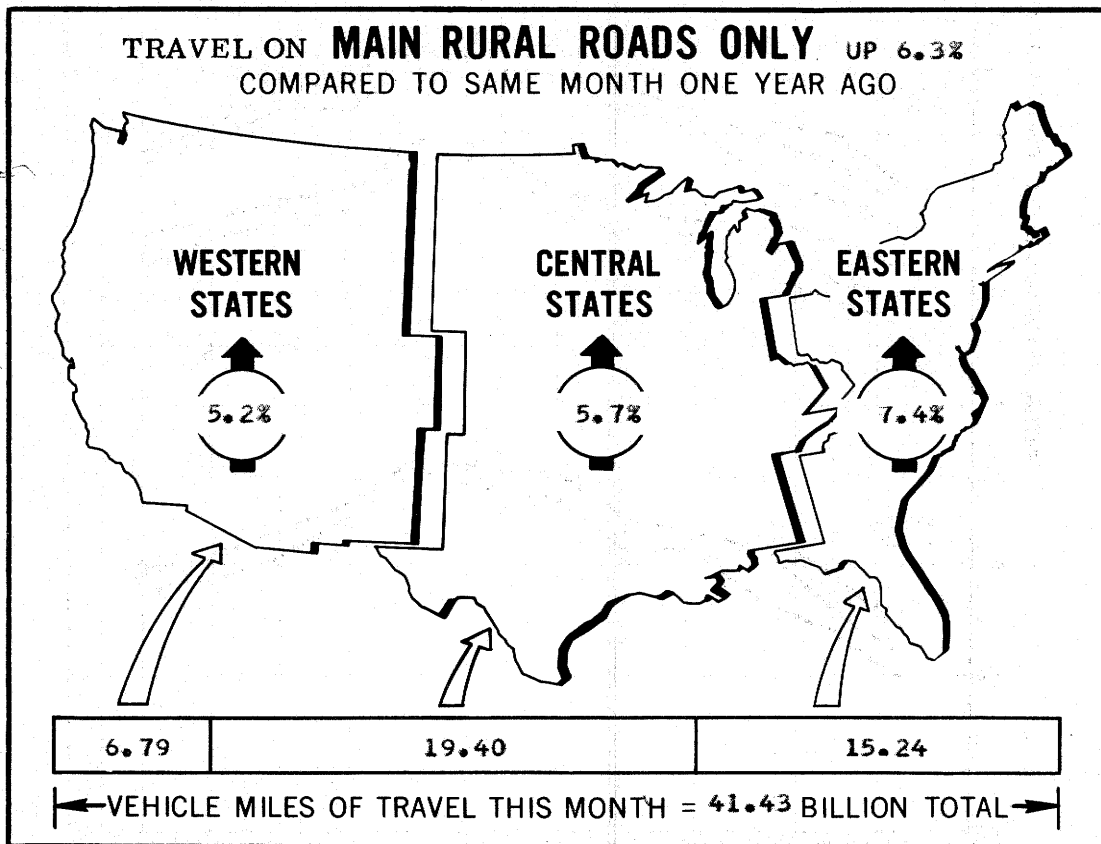 TRAVEL ON MAIN RURAL ROADS ONLY UP 6.3%
COMPARED TO SAME MONTH ONE YEAR AGO
WESTERN
STATES
5.2%
CENTRAL
STATES
5.7%
EASTERN
STATES
7.4%
6.79 19.40 15.24
VEHICLE MILES OF TRAVEL THIS MONTH = 41.43 BILLION TOTAL